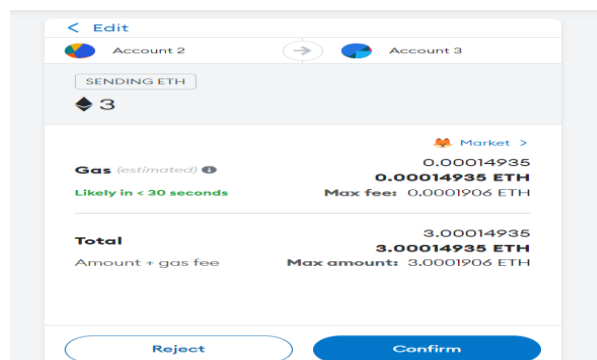 < Edit
Account 2 → Account 3
SENDING ETH
3
Market >
Gas (estimated) 0.00014935
0.00014935 ETH
Likely in < 30 seconds Max fee: 0.0001906 ETH
Total 3.00014935
3.00014935 ETH
Amount + gas fee Max amount: 3.0001906 ETH
Reject Confirm